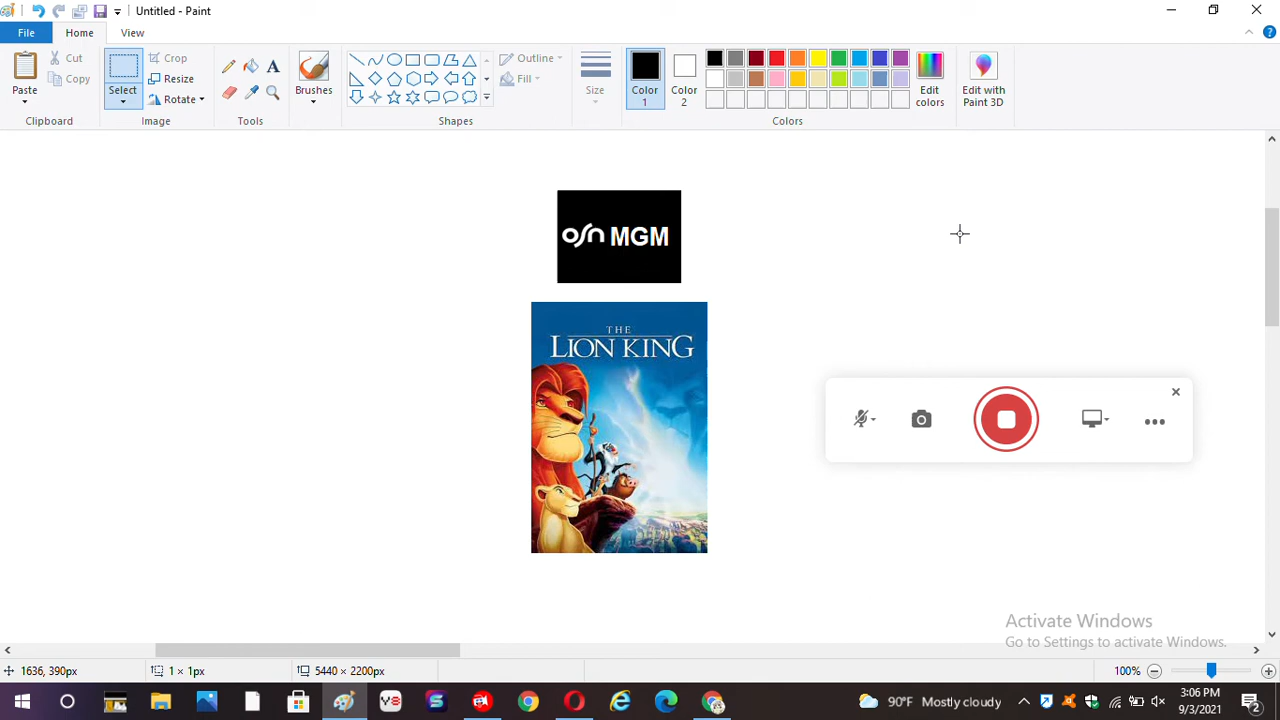 Untitled - Paint
File
Home
View
Paste
Cut
Copy
Clipboard
Select
Crop
Resize
Rotate
Image
A
Tools
Brushes
Shapes
Outline
Fill
Size
Color
1
Color
2
Colors
Edit
colors
Edit with
Paint 3D
osn MGM
THE
LION KING
Activate Windows
Go to Settings to activate Windows.
1636, 390px
1 × 1px
5440 × 2200px
100%
90°F Mostly cloudy
3:06 PM
9/3/2021
2